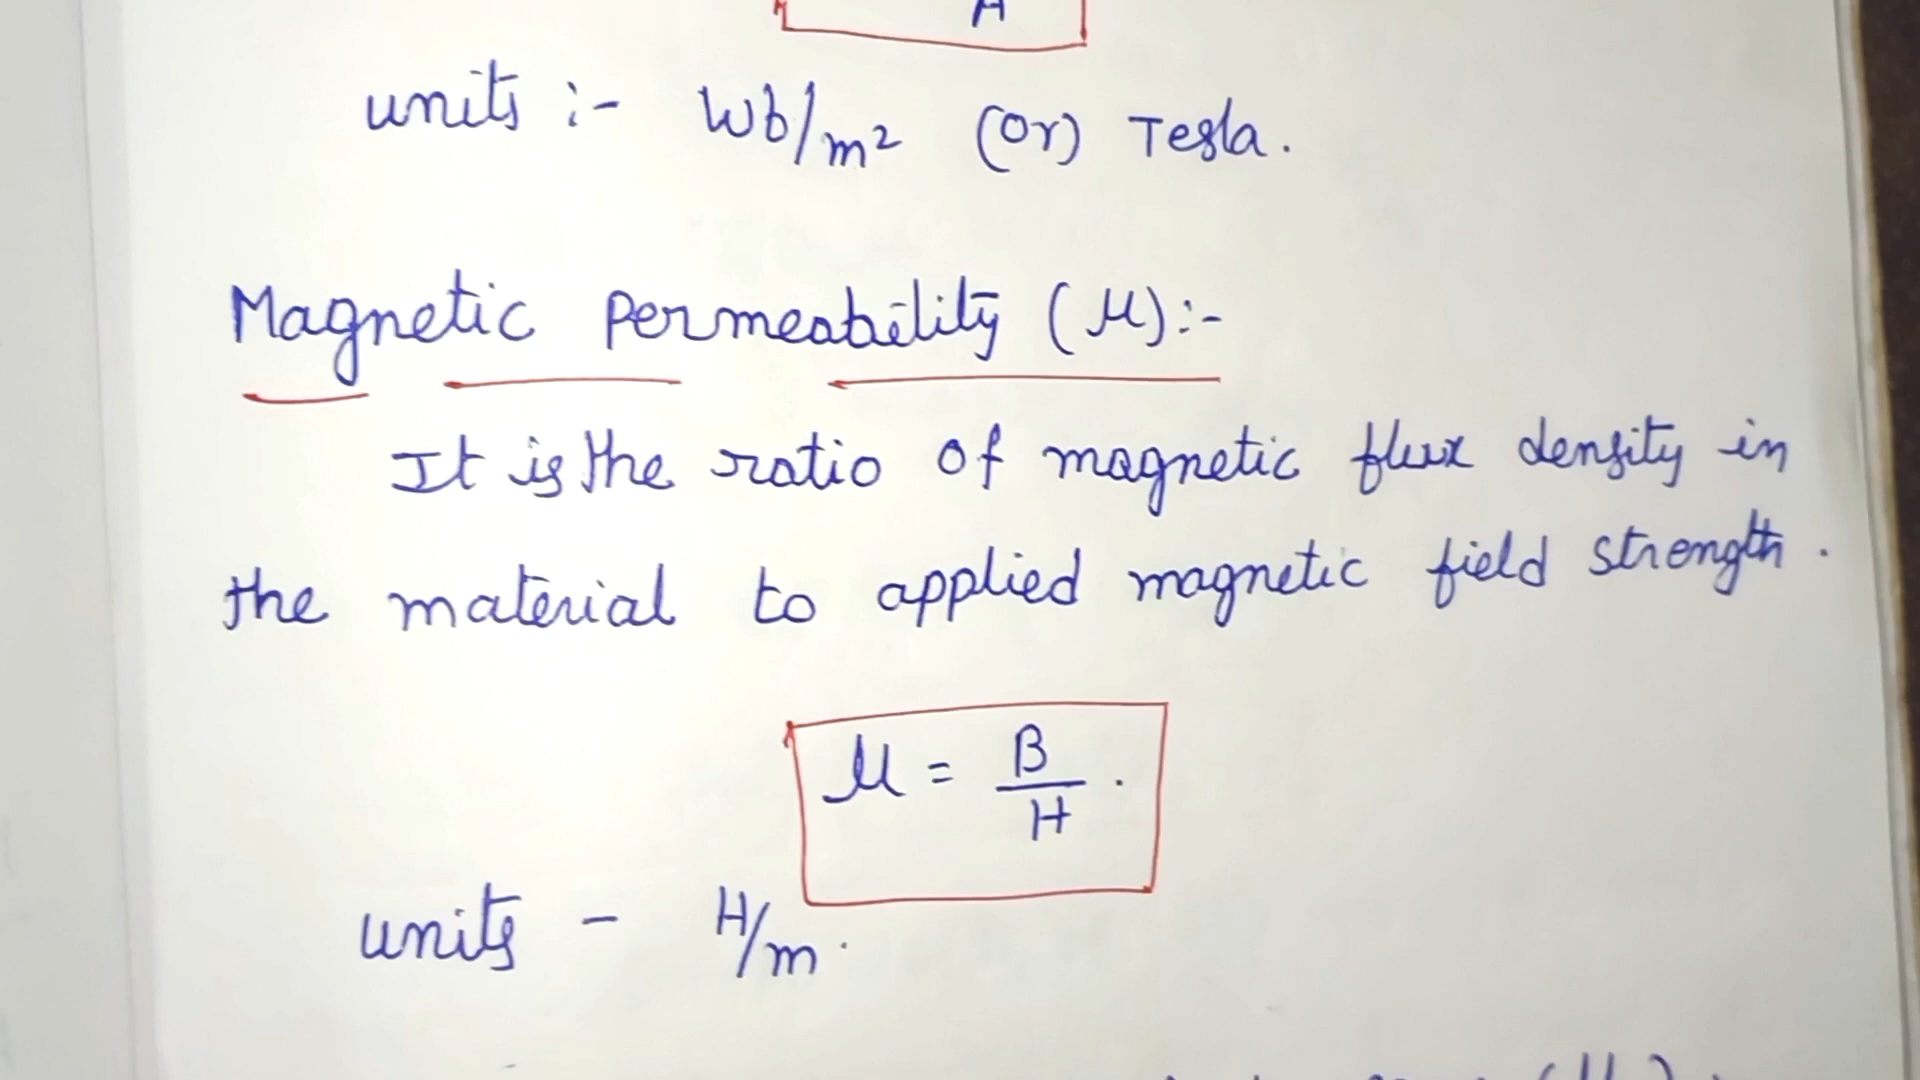 A
units :- Wb/m² (or) Tesla.
Magnetic Permeability (μ):-
It is the ratio of magnetic flux density in
the material to applied magnetic field strength.
μ = B/H.
units - H/m.
(μ